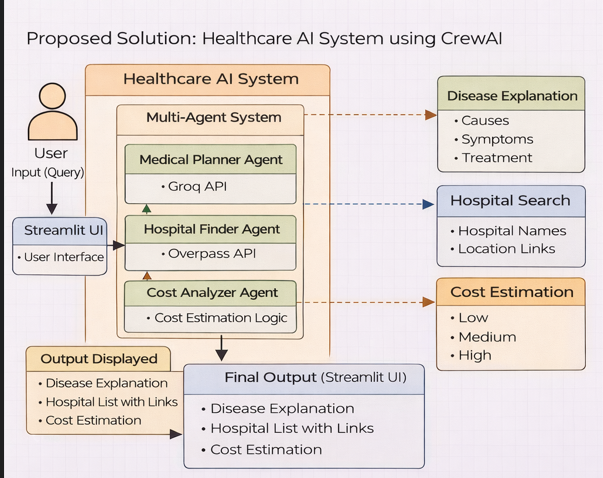 Proposed Solution: Healthcare AI System using CrewAI
Healthcare AI System
User
Input (Query)
Streamlit UI
• User Interface
Multi-Agent System
Medical Planner Agent
• Groq API
Hospital Finder Agent
• Overpass API
Cost Analyzer Agent
• Cost Estimation Logic
Disease Explanation
• Causes
• Symptoms
• Treatment
Hospital Search
• Hospital Names
• Location Links
Cost Estimation
• Low
• Medium
• High
Output Displayed
• Disease Explanation
• Hospital List with Links
• Cost Estimation
Final Output (Streamlit UI)
• Disease Explanation
• Hospital List with Links
• Cost Estimation